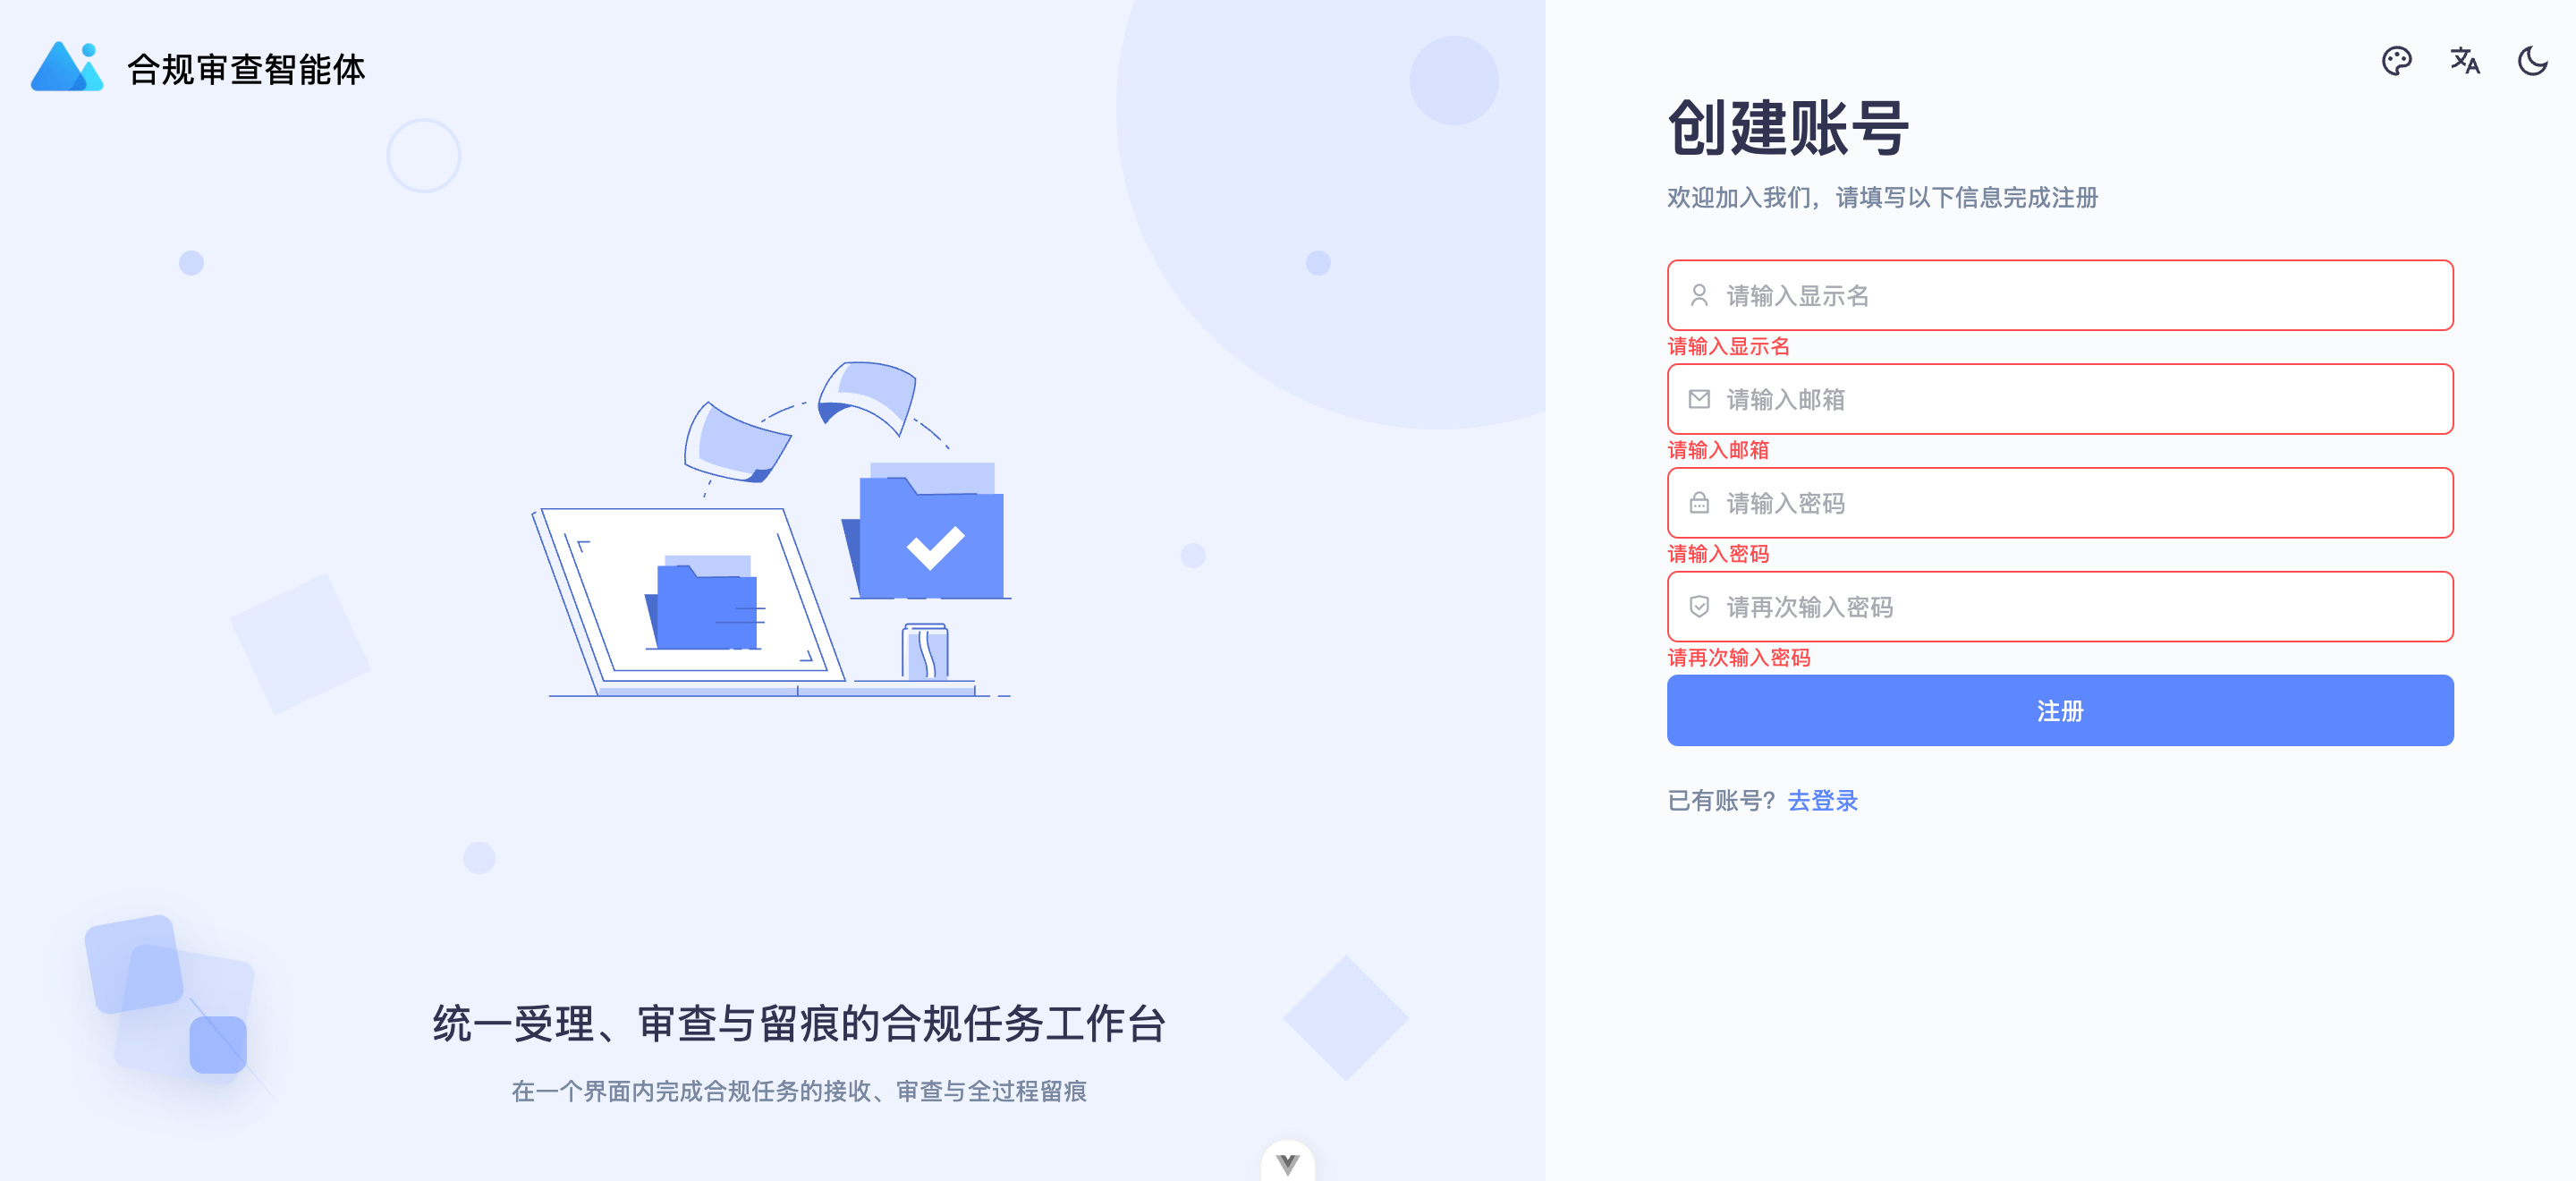 合规审查智能体
统一受理、审查与留痕的合规任务工作台
在一个界面内完成合规任务的接收、审查与全过程留痕
创建账号
欢迎加入我们，请填写以下信息完成注册
请输入显示名
请输入显示名
请输入邮箱
请输入邮箱
请输入密码
请输入密码
请再次输入密码
请再次输入密码
注册
已有账号？去登录